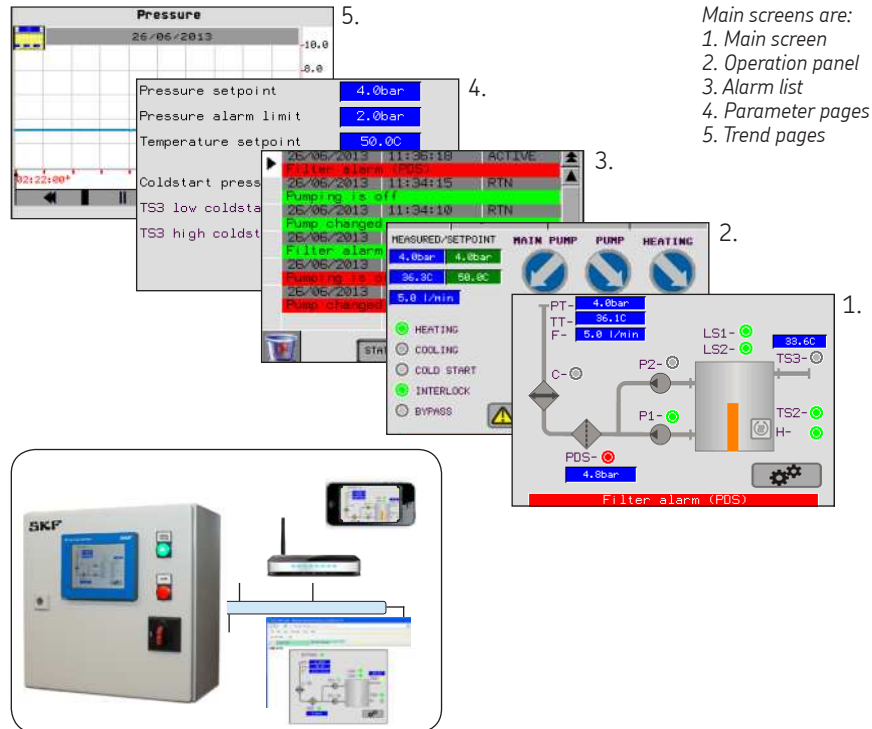 Pressure
5.
26/06/2013
10.0
8.0
02:22:00*
Main screens are:
1. Main screen
2. Operation panel
3. Alarm list
4. Parameter pages
5. Trend pages
4.
Pressure setpoint 4.0bar
Pressure alarm limit 2.0bar
Temperature setpoint 50.0C
Coldstart press
TS3 low coldsta
TS3 high coldst
3.
26/06/2013 11:36:18 ACTIVE
Filter alarm (PDS)
26/06/2013 11:34:15 RTN
Pumping is off
26/06/2013 11:34:10 RTN
Pump changed
26/06/2013
Filter alarm
26/06/2013
Pumping is o
26/06/2013
Pump changed
STAT
2.
MEASURED/SETPOINT MAIN PUMP PUMP HEATING
4.0bar 4.0bar
36.3C 50.0C
5.0 l/min
HEATING
COOLING
COLD START
INTERLOCK
BYPASS
1.
PT- 4.0bar
TT- 36.1C
F- 5.0 l/min
LS1-
LS2-
33.6C
TS3-
C-
P2-
P1-
TS2-
H-
PDS-
4.8bar
Filter alarm (PDS)
SKF